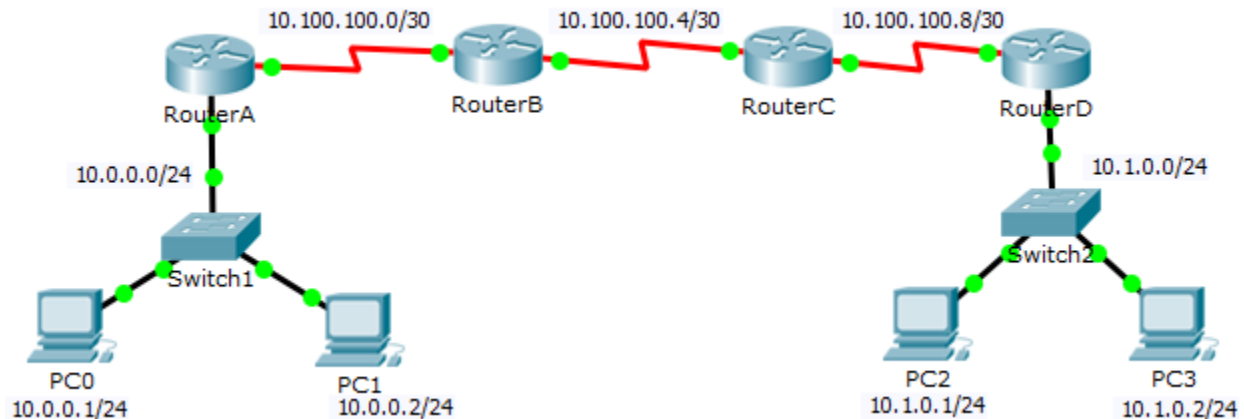 10.100.100.0/30
10.100.100.4/30
10.100.100.8/30
RouterA
RouterB
RouterC
RouterD
10.0.0.0/24
10.1.0.0/24
Switch1
Switch2
PC0
PC1
PC2
PC3
10.0.0.1/24
10.0.0.2/24
10.1.0.1/24
10.1.0.2/24